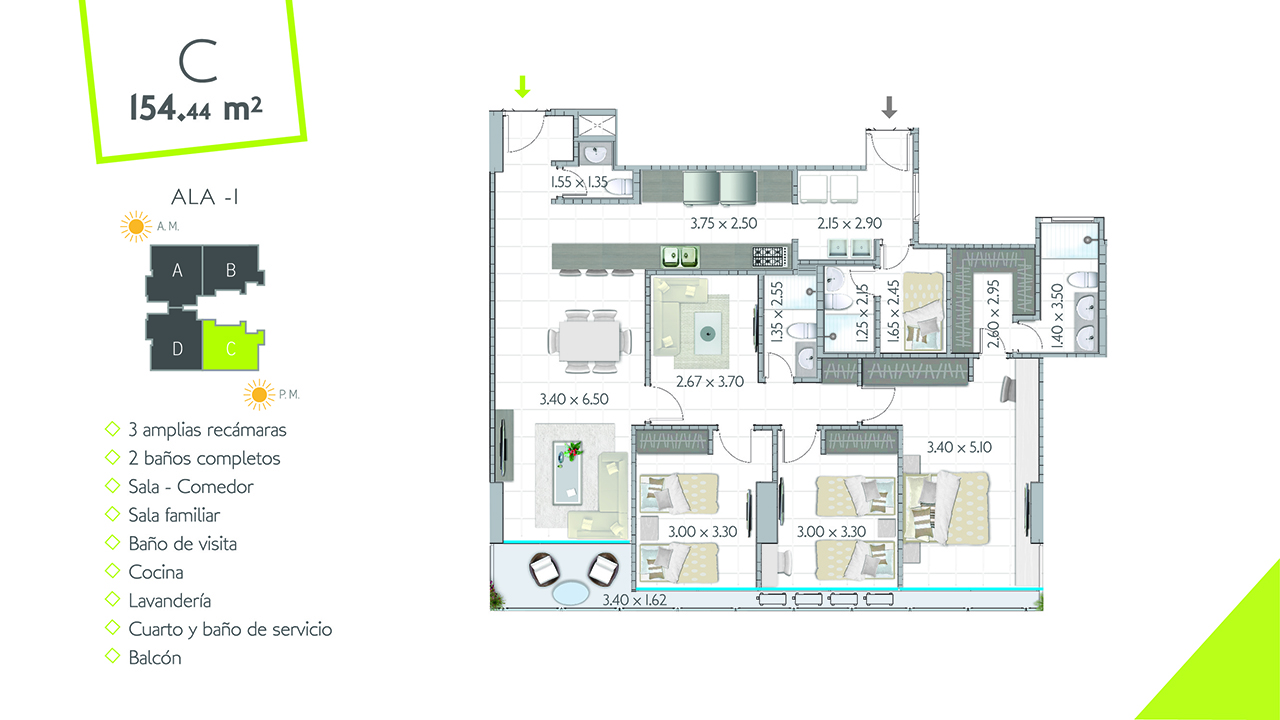 C
154.44 m²
ALA -1
A.M.
A
B
D
C
P.M.
3 amplias recámaras
2 baños completos
Sala - Comedor
Sala familiar
Baño de visita
Cocina
Lavandería
Cuarto y baño de servicio
Balcón
1.55 x 1.35
3.75 x 2.50
2.15 x 2.90
1.35 x 2.55
1.25 x 2.15
1.65 x 2.45
2.60 x 2.95
1.40 x 3.50
2.67 x 3.70
3.40 x 6.50
3.40 x 5.10
3.00 x 3.30
3.00 x 3.30
3.40 x 1.62